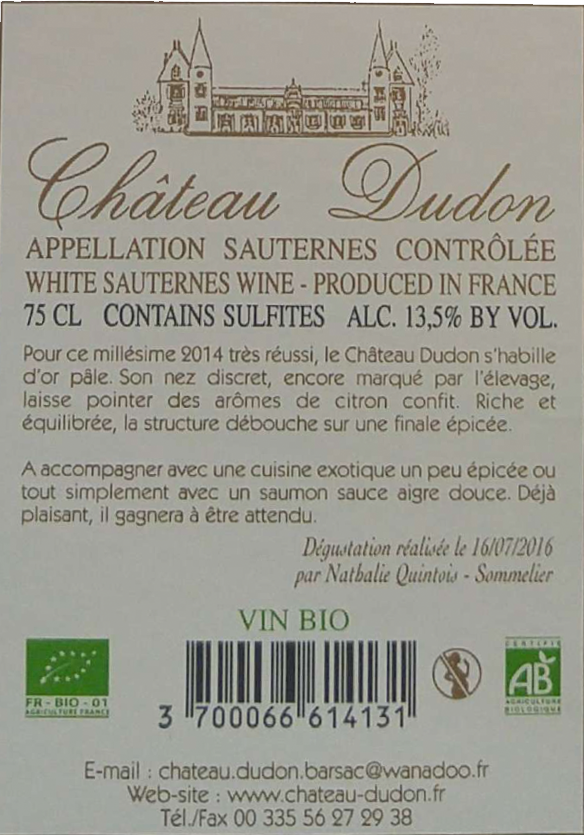 Château Dudon
APPELLATION SAUTERNES CONTRÔLÉE
WHITE SAUTERNES WINE - PRODUCED IN FRANCE
75 CL CONTAINS SULFITES ALC. 13,5% BY VOL.
Pour ce millésime 2014 très réussi, le Château Dudon s'habille
d'or pâle. Son nez discret, encore marqué par l'élevage,
laisse pointer des arômes de citron confit. Riche et
équilibrée, la structure débouche sur une finale épicée.
A accompagner avec une cuisine exotique un peu épicée ou
tout simplement avec un saumon sauce aigre douce. Déjà
plaisant, il gagnera à être attendu.
Dégustation réalisée le 16/07/2016
par Nathalie Quintois - Sommelier
VIN BIO
FR - BIO - 01
AGRICULTURE FRANCE
3 700066 614131
CERTIFIÉ
AB
AGRICULTURE
BIOLOGIQUE
E-mail : chateau.dudon.barsac@wanadoo.fr
Web-site : www.chateau-dudon.fr
Tél./Fax 00 335 56 27 29 38